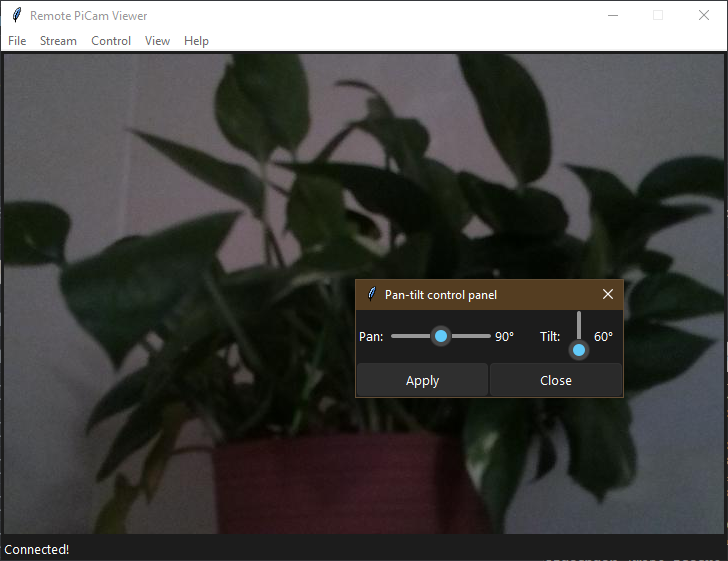 Remote PiCam Viewer
File Stream Control View Help
Pan-tilt control panel
Pan: 90° Tilt: 60°
Apply Close
Connected!